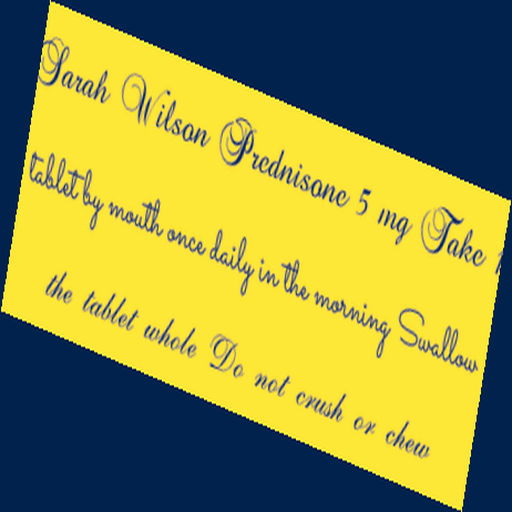 Sarah Wilson Prednisone 5 mg Take 1
tablet by mouth once daily in the morning Swallow
the tablet whole Do not crush or chew